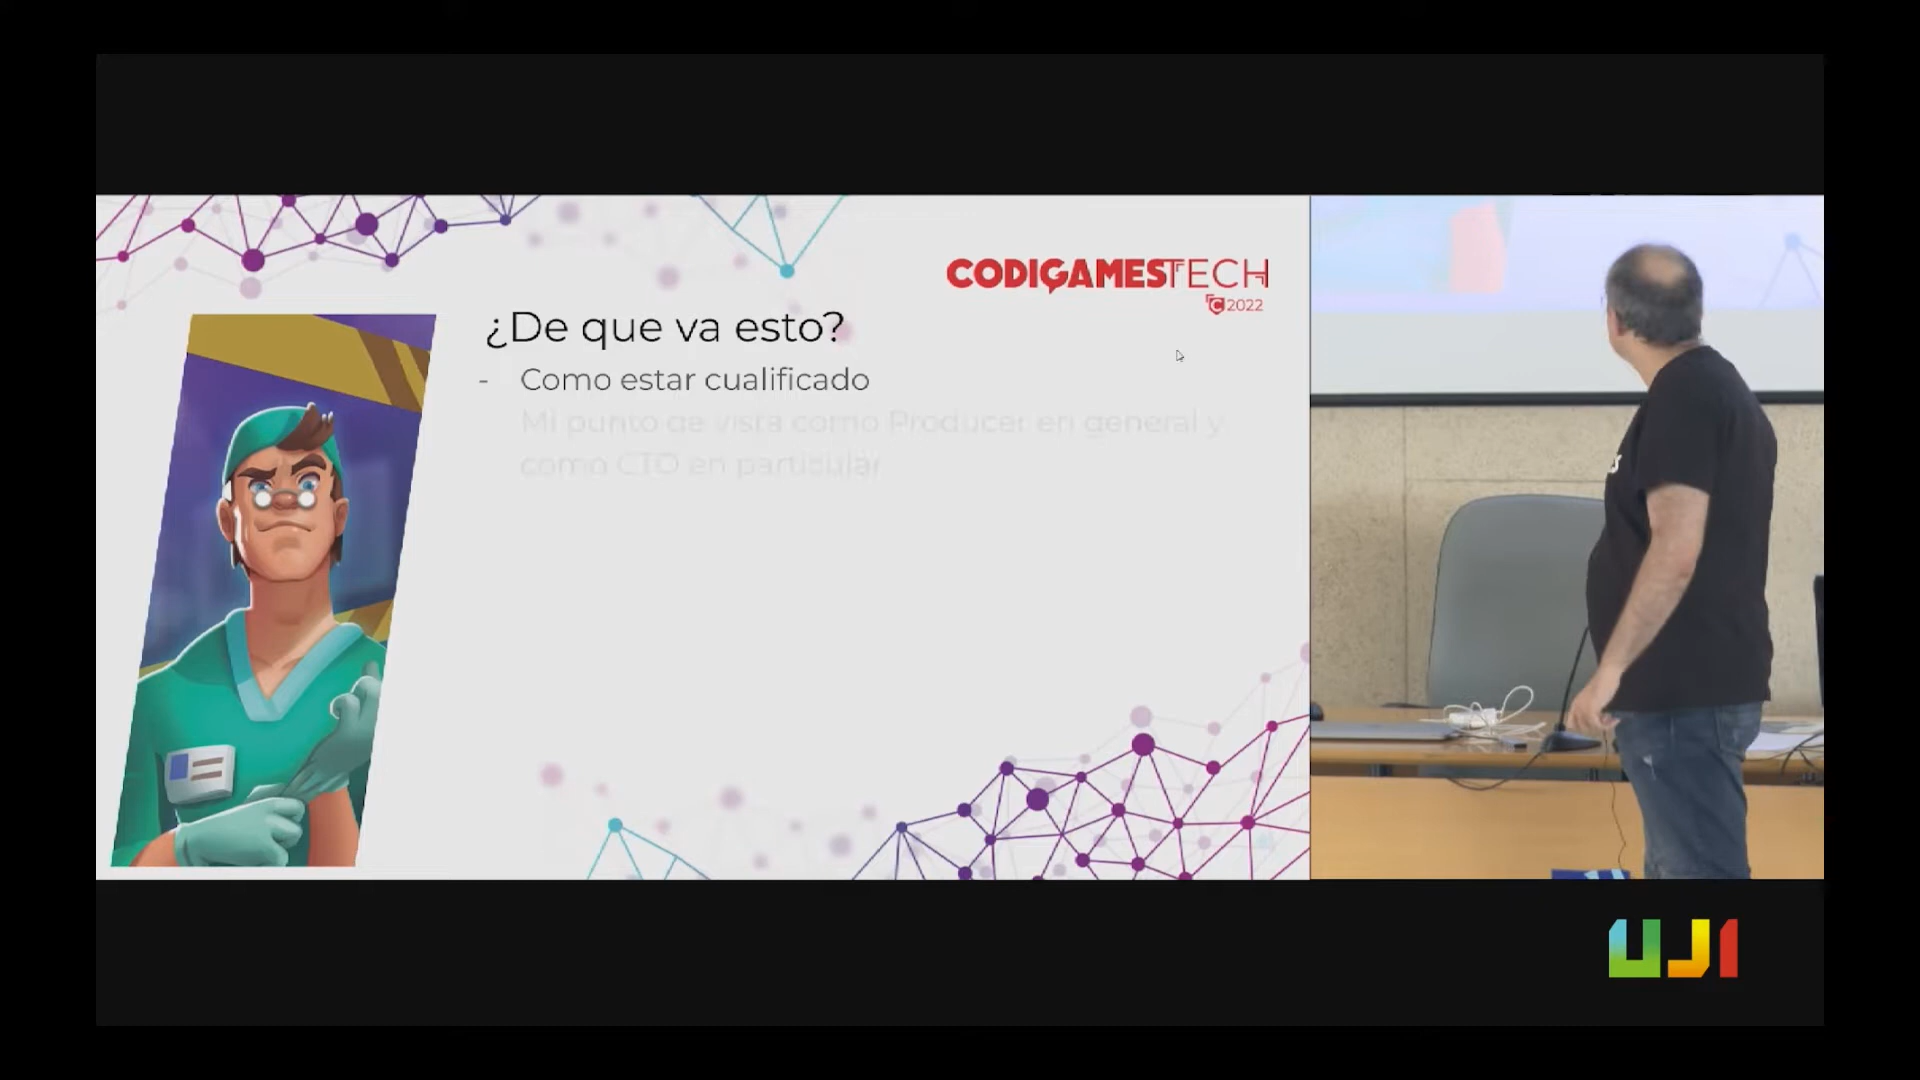 CODIGAMESTECH
C 2022
¿De que va esto?
- Como estar cualificado
Mi punto de vista como Producer en general y
como CTO en particular
UJI